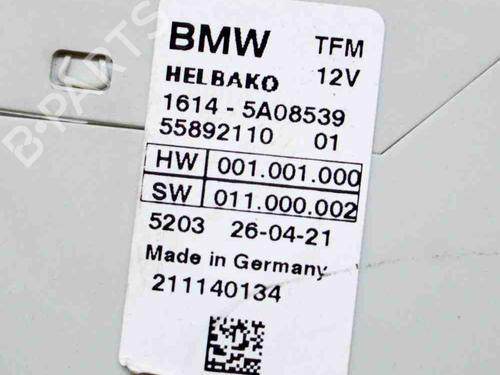 BMW TFM
HELBAKO 12V
1614 - 5A08539
55892110 01
HW 001.001.000
SW 011.000.002
5203 26-04-21
Made in Germany
211140134
B-PARTS